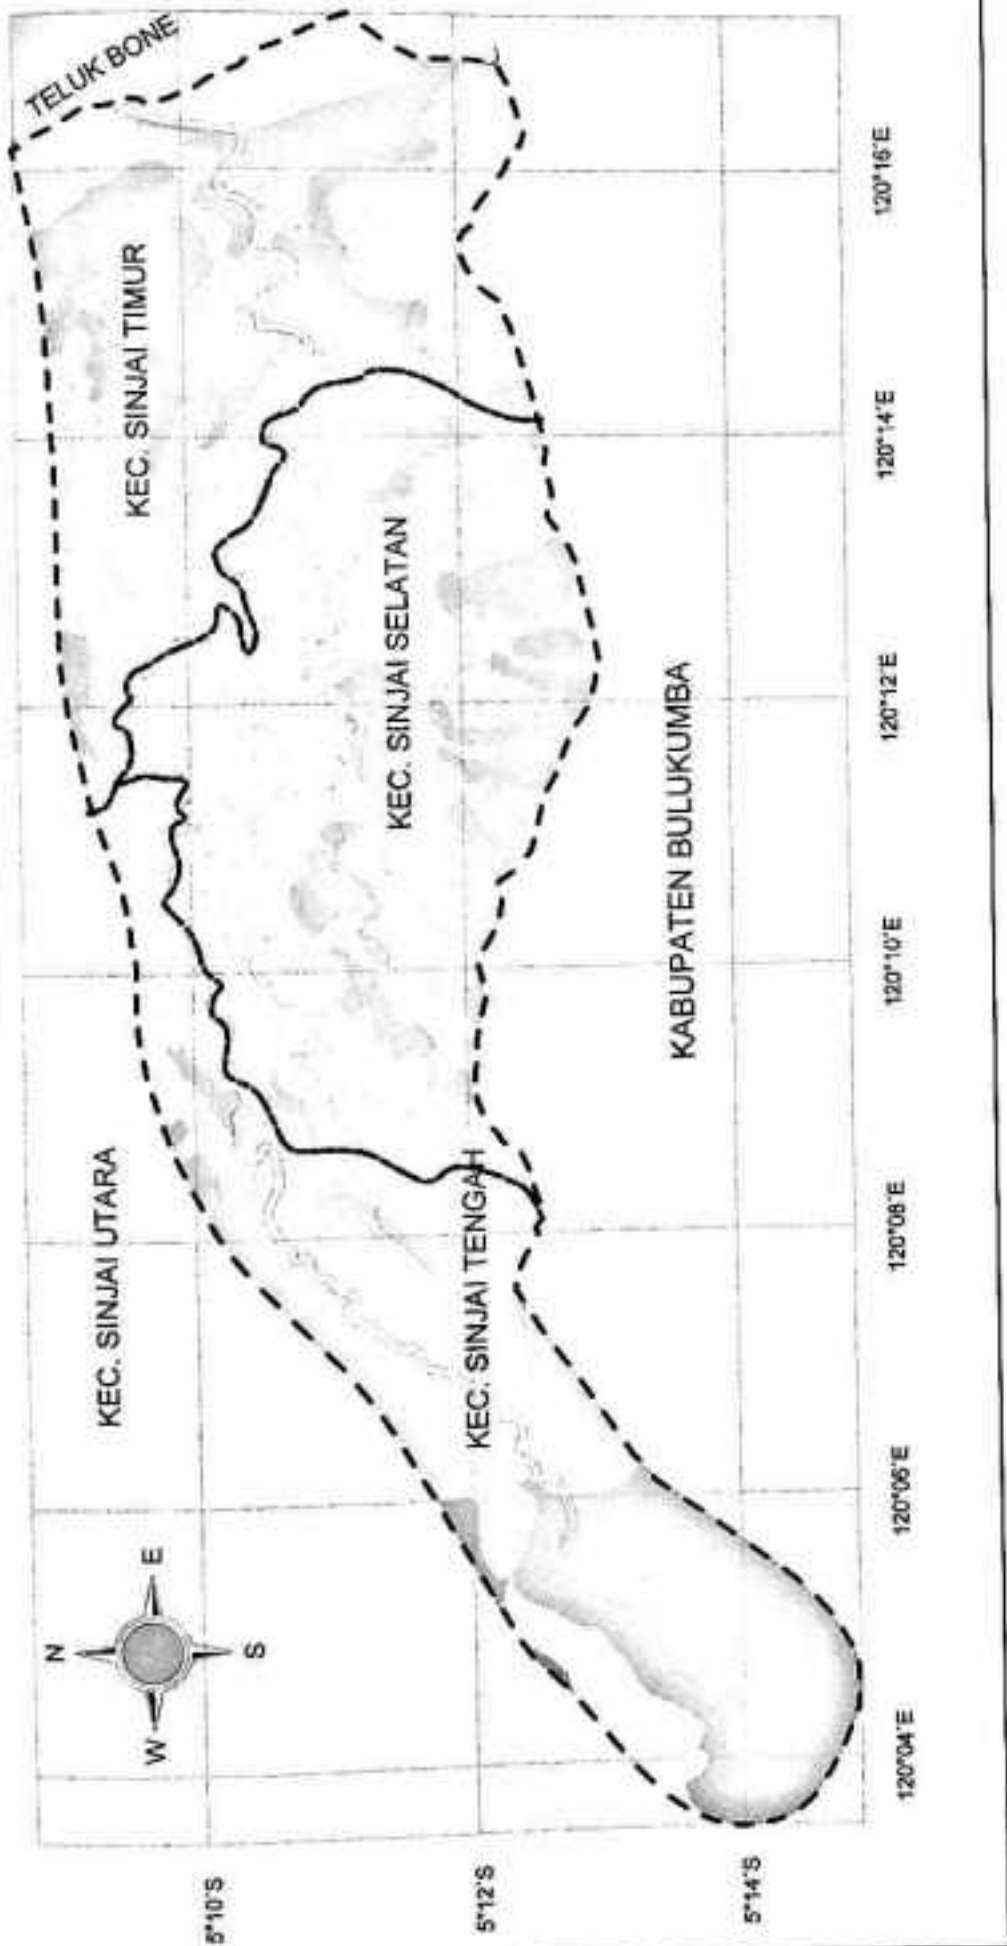 TELUK BONE
N
W
E
S
KEC. SINJAI UTARA
KEC. SINJAI TIMUR
KEC. SINJAI SELATAN
KEC. SINJAI TENGAH
KABUPATEN BULUKUMBA
5°10'S
5°12'S
5°14'S
120°04'E
120°06'E
120°08'E
120°10'E
120°12'E
120°14'E
120°16'E